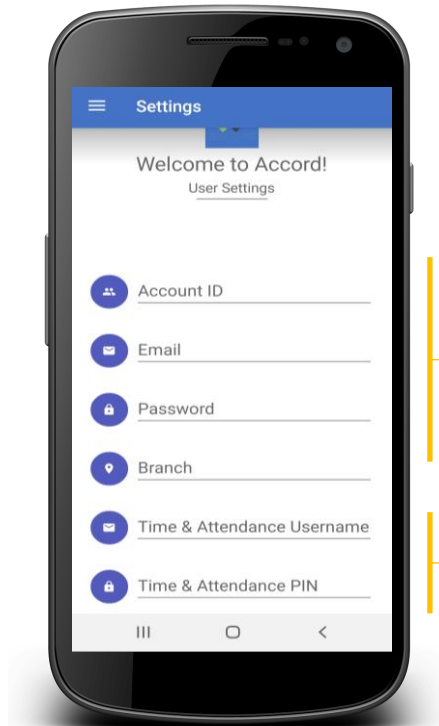 Settings
Welcome to Accord!
User Settings
Account ID
Email
Password
Branch
Time & Attendance Username
Time & Attendance PIN